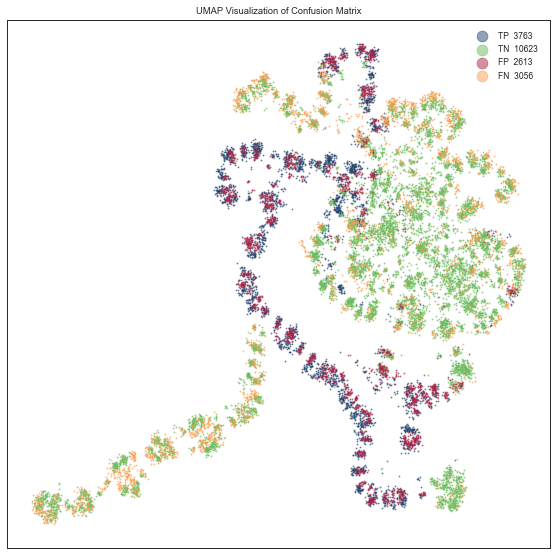 UMAP Visualization of Confusion Matrix
TP 3763
TN 10623
FP 2613
FN 3056